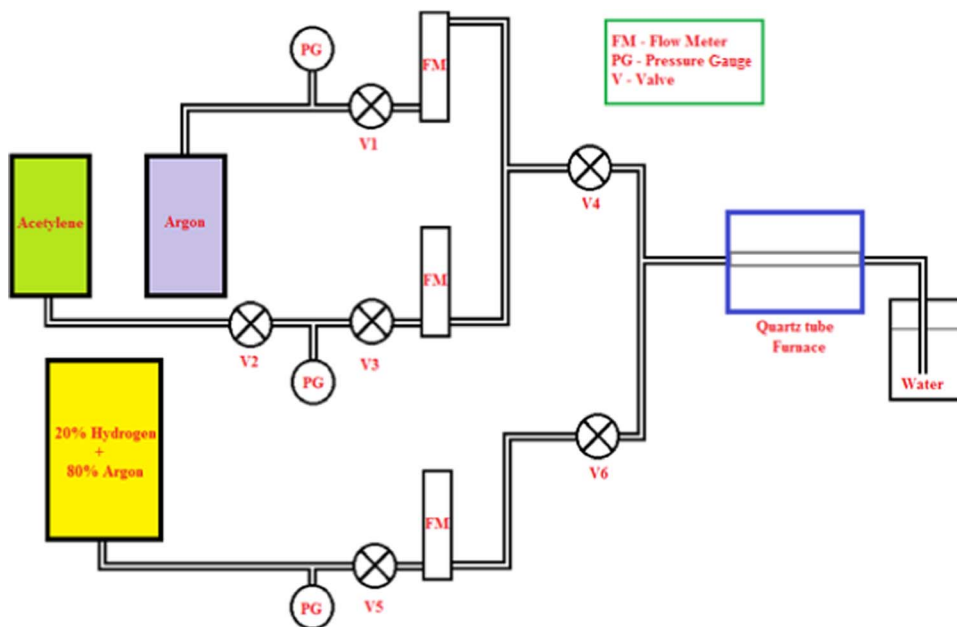 PG
FM
FM - Flow Meter
PG - Pressure Gauge
V - Valve
V1
V4
Acetylene
Argon
FM
V2
V3
PG
Quartz tube
Furnace
Water
20% Hydrogen
+
80% Argon
V6
FM
V5
PG